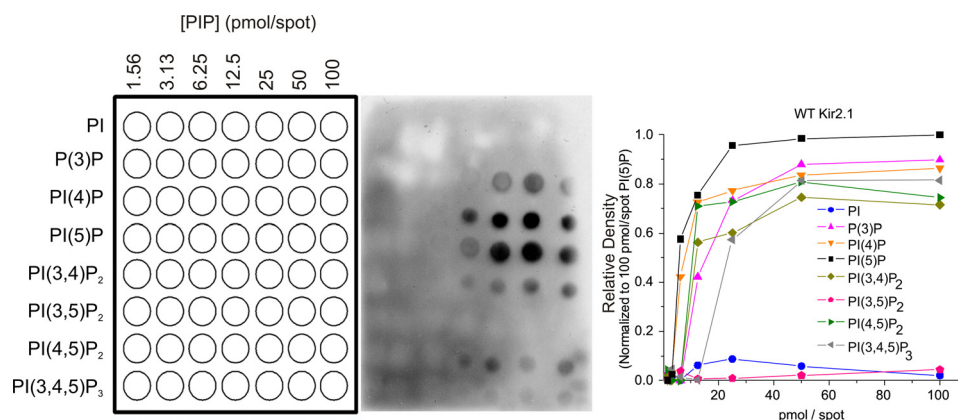 [PIP] (pmol/spot)
1.56 3.13 6.25 12.5 25 50 100
PI
P(3)P
PI(4)P
PI(5)P
PI(3,4)P₂
PI(3,5)P₂
PI(4,5)P₂
PI(3,4,5)P₃
WT Kir2.1
Relative Density
(Normalized to 100 pmol/spot PI(5)P)
1.0
0.8
0.6
0.4
0.2
0.0
PI
P(3)P
PI(4)P
PI(5)P
PI(3,4)P₂
PI(3,5)P₂
PI(4,5)P₂
PI(3,4,5)P₃
0 20 40 60 80 100
pmol / spot